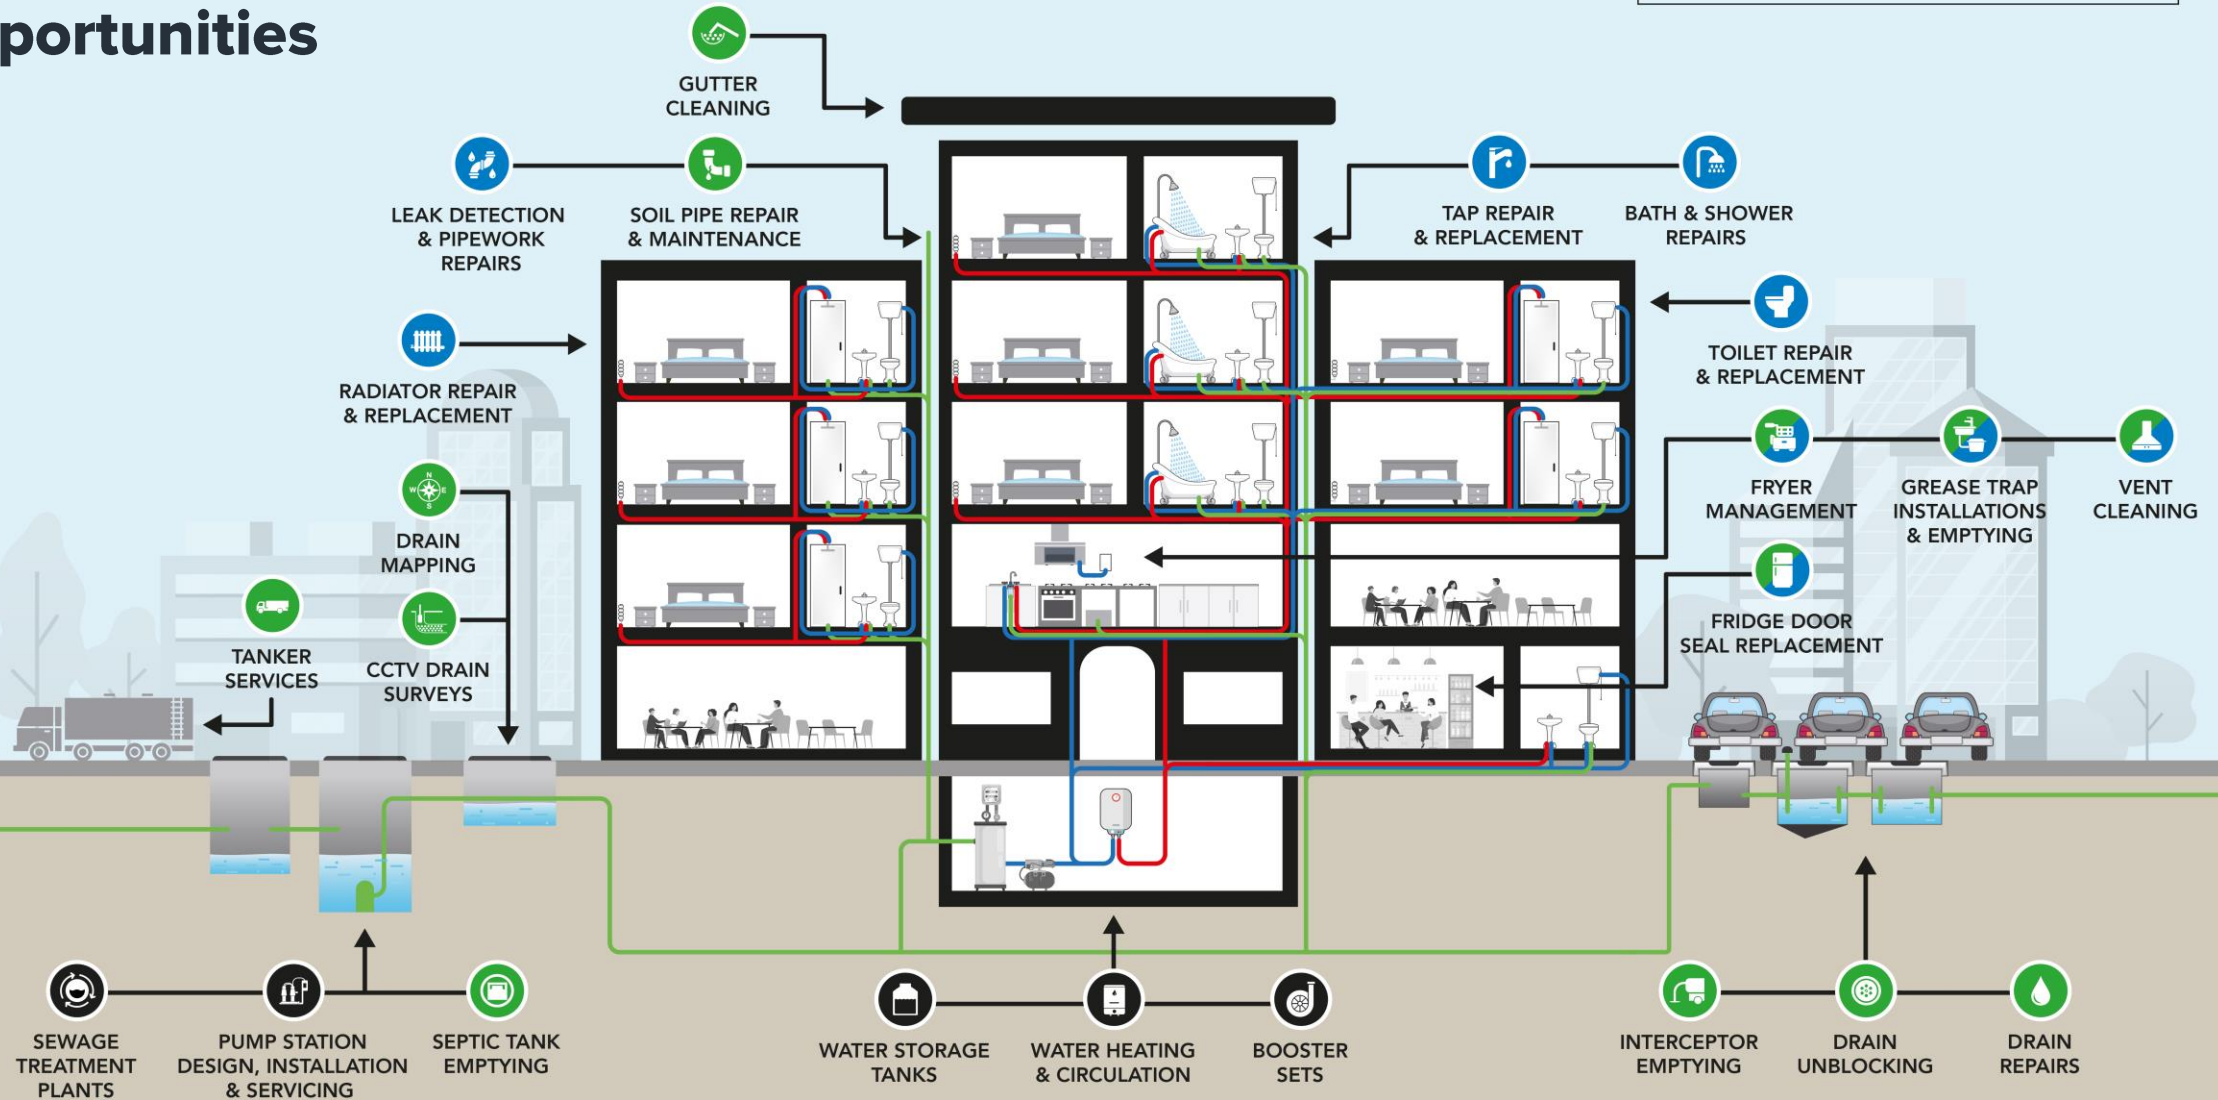 portunities
GUTTER
CLEANING
LEAK DETECTION
& PIPEWORK
REPAIRS
SOIL PIPE REPAIR
& MAINTENANCE
TAP REPAIR
& REPLACEMENT
BATH & SHOWER
REPAIRS
RADIATOR REPAIR
& REPLACEMENT
TOILET REPAIR
& REPLACEMENT
N
W
E
S
DRAIN
MAPPING
FRYER
MANAGEMENT
GREASE TRAP
INSTALLATIONS
& EMPTYING
VENT
CLEANING
TANKER
SERVICES
CCTV DRAIN
SURVEYS
FRIDGE DOOR
SEAL REPLACEMENT
SEWAGE
TREATMENT
PLANTS
PUMP STATION
DESIGN, INSTALLATION
& SERVICING
SEPTIC TANK
EMPTYING
WATER STORAGE
TANKS
WATER HEATING
& CIRCULATION
BOOSTER
SETS
INTERCEPTOR
EMPTYING
DRAIN
UNBLOCKING
DRAIN
REPAIRS